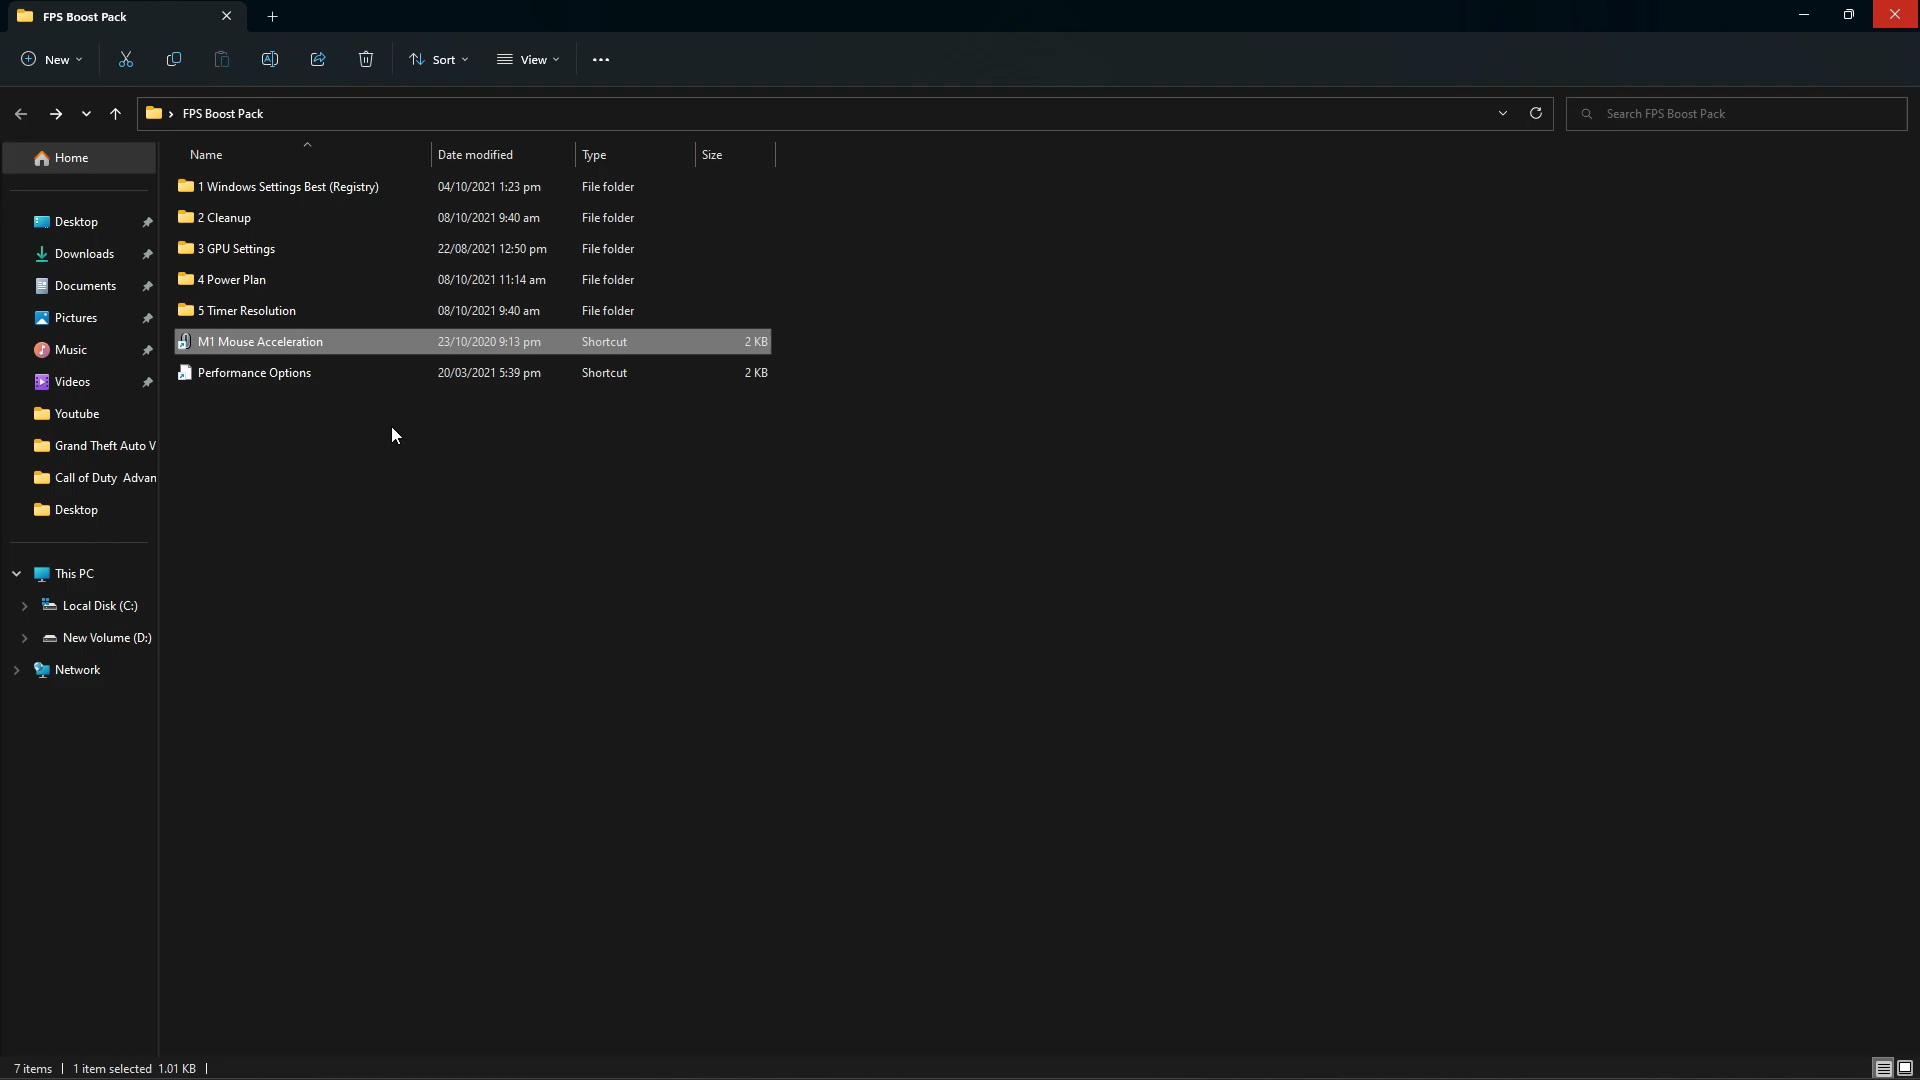 FPS Boost Pack
New
Sort
View
FPS Boost Pack
Search FPS Boost Pack
Home
Desktop
Downloads
Documents
Pictures
Music
Videos
Youtube
Grand Theft Auto V
Call of Duty Advan
Desktop
This PC
Local Disk (C:)
New Volume (D:)
Network
Name Date modified Type Size
1 Windows Settings Best (Registry) 04/10/2021 1:23 pm File folder
2 Cleanup 08/10/2021 9:40 am File folder
3 GPU Settings 22/08/2021 12:50 pm File folder
4 Power Plan 08/10/2021 11:14 am File folder
5 Timer Resolution 08/10/2021 9:40 am File folder
M1 Mouse Acceleration 23/10/2020 9:13 pm Shortcut 2 KB
Performance Options 20/03/2021 5:39 pm Shortcut 2 KB
7 items 1 item selected 1.01 KB